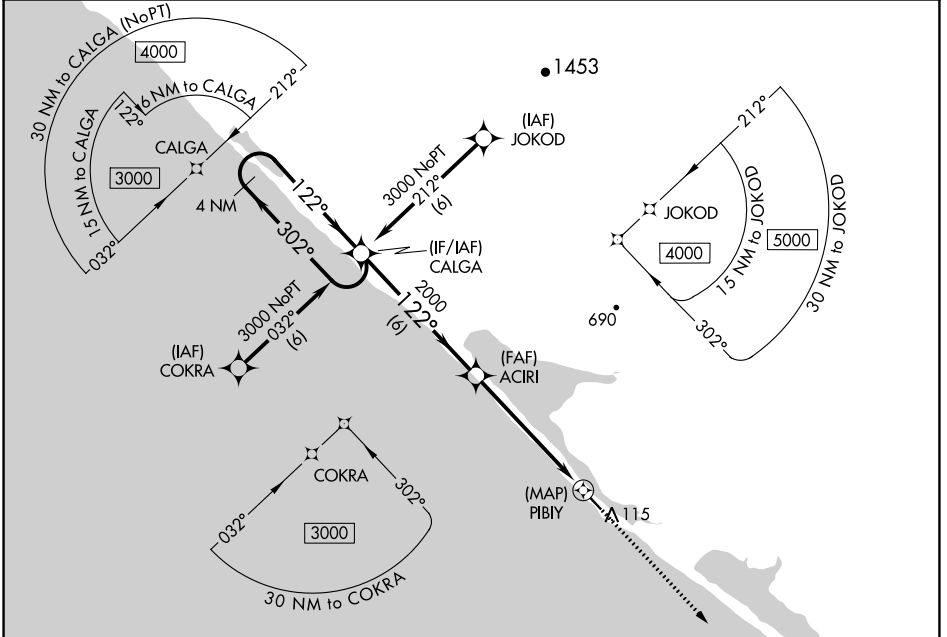 30 NM to CALGA (NoPT)
4000
6 NM to CALGA
212°
122°
15 NM to CALGA
3000
032°
CALGA
1453
(IAF)
JOKOD
3000 NoPT
212°
(6)
4 NM
122°
302°
(IF/IAF)
CALGA
3000 NoPT
032°
(6)
(IAF)
COKRA
2000
122°
(6)
(FAF)
ACIRI
212°
JOKOD
4000
15 NM to JOKOD
5000
30 NM to JOKOD
302°
690
COKRA
032°
302°
3000
30 NM to COKRA
(MAP)
PIBIY
115